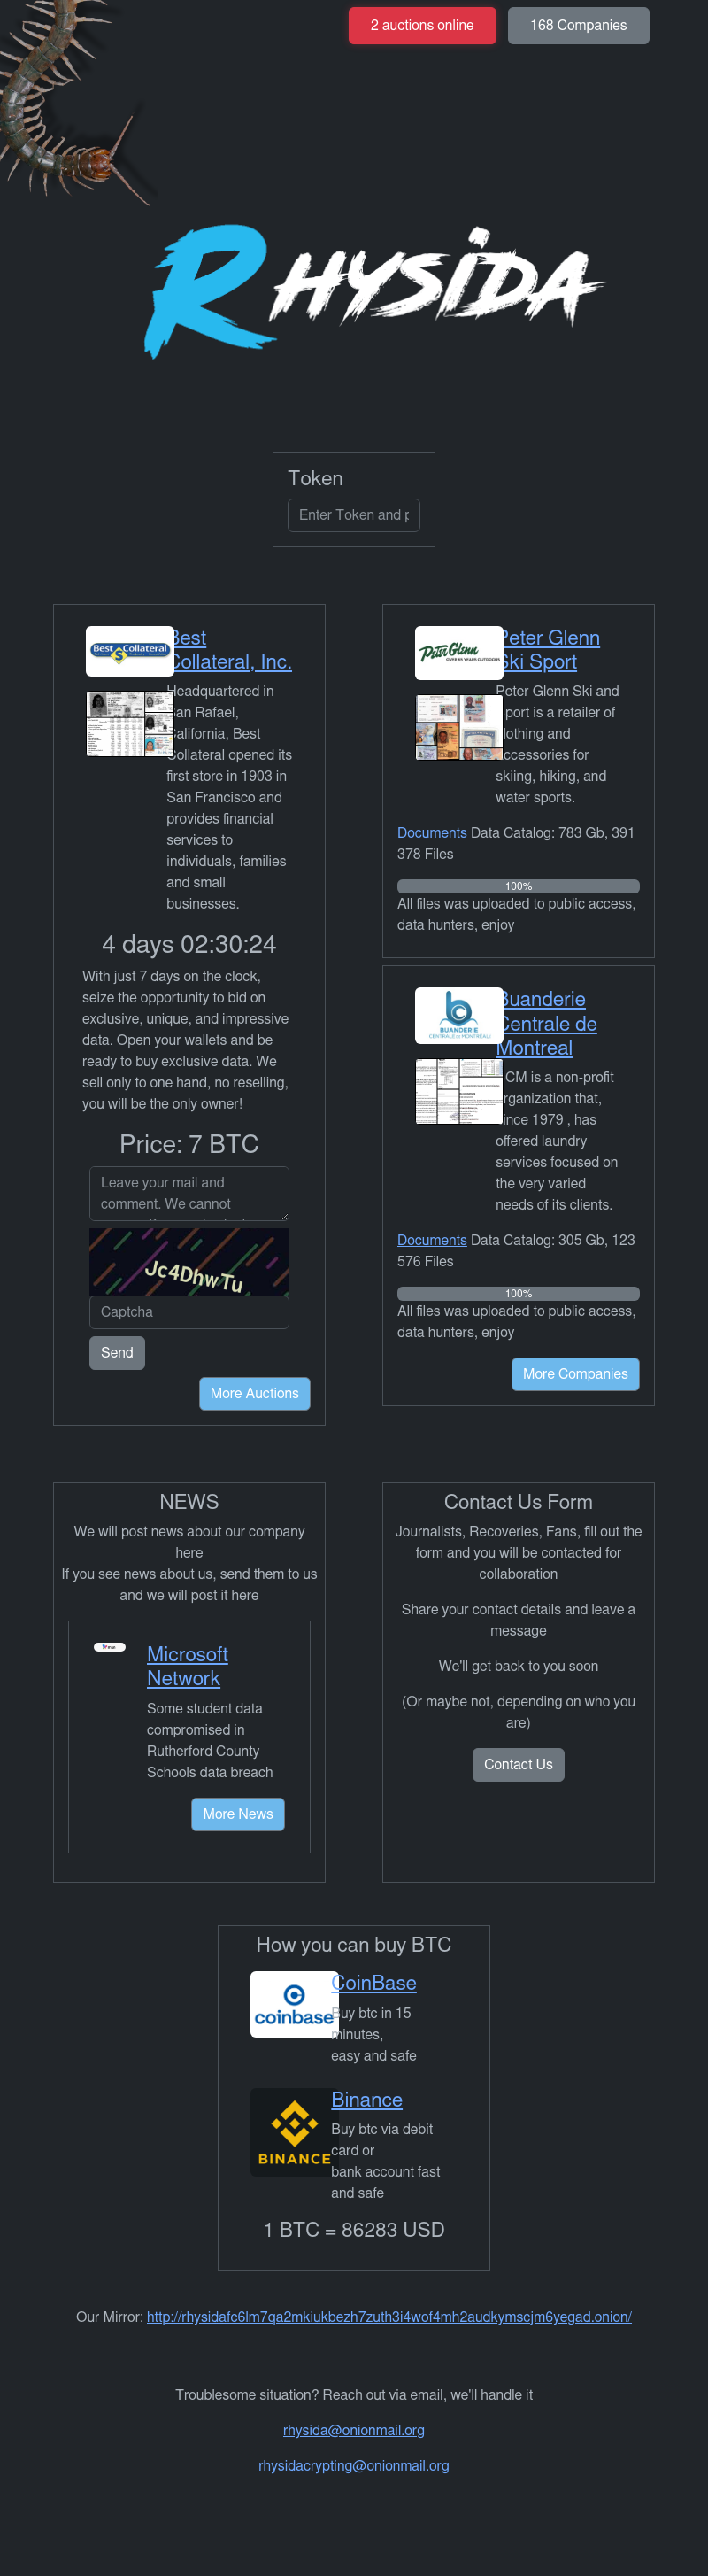 2 auctions online
168 Companies
RHYSIDA
Token
Enter Token and p
Best Collateral
Best
Collateral, Inc.
Headquartered in
San Rafael,
California, Best
Collateral opened its
first store in 1903 in
San Francisco and
provides financial
services to
individuals, families
and small
businesses.
4 days 02:30:24
With just 7 days on the clock,
seize the opportunity to bid on
exclusive, unique, and impressive
data. Open your wallets and be
ready to buy exclusive data. We
sell only to one hand, no reselling,
you will be the only owner!
Price: 7 BTC
Leave your mail and
comment. We cannot
Jc4DhwTu
Captcha
Send
More Auctions
Peter Glenn
OVER 65 YEARS OUTDOORS
Peter Glenn
Ski Sport
Peter Glenn Ski and
Sport is a retailer of
clothing and
accessories for
skiing, hiking, and
water sports.
Documents Data Catalog: 783 Gb, 391
378 Files
100%
All files was uploaded to public access,
data hunters, enjoy
BUANDERIE
CENTRALE DE MONTRÉAL
Buanderie
Centrale de
Montreal
BCM is a non-profit
organization that,
since 1979 , has
offered laundry
services focused on
the very varied
needs of its clients.
Documents Data Catalog: 305 Gb, 123
576 Files
100%
All files was uploaded to public access,
data hunters, enjoy
More Companies
NEWS
We will post news about our company
here
If you see news about us, send them to us
and we will post it here
Microsoft
Network
Some student data
compromised in
Rutherford County
Schools data breach
More News
Contact Us Form
Journalists, Recoveries, Fans, fill out the
form and you will be contacted for
collaboration
Share your contact details and leave a
message
We'll get back to you soon
(Or maybe not, depending on who you
are)
Contact Us
How you can buy BTC
coinbase
CoinBase
Buy btc in 15
minutes,
easy and safe
BINANCE
Binance
Buy btc via debit
card or
bank account fast
and safe
1 BTC = 86283 USD
Our Mirror: http://rhysidafc6lm7qa2mkiukbezh7zuth3i4wof4mh2audkymscjm6yegad.onion/
Troublesome situation? Reach out via email, we'll handle it
rhysida@onionmail.org
rhysidacrypting@onionmail.org